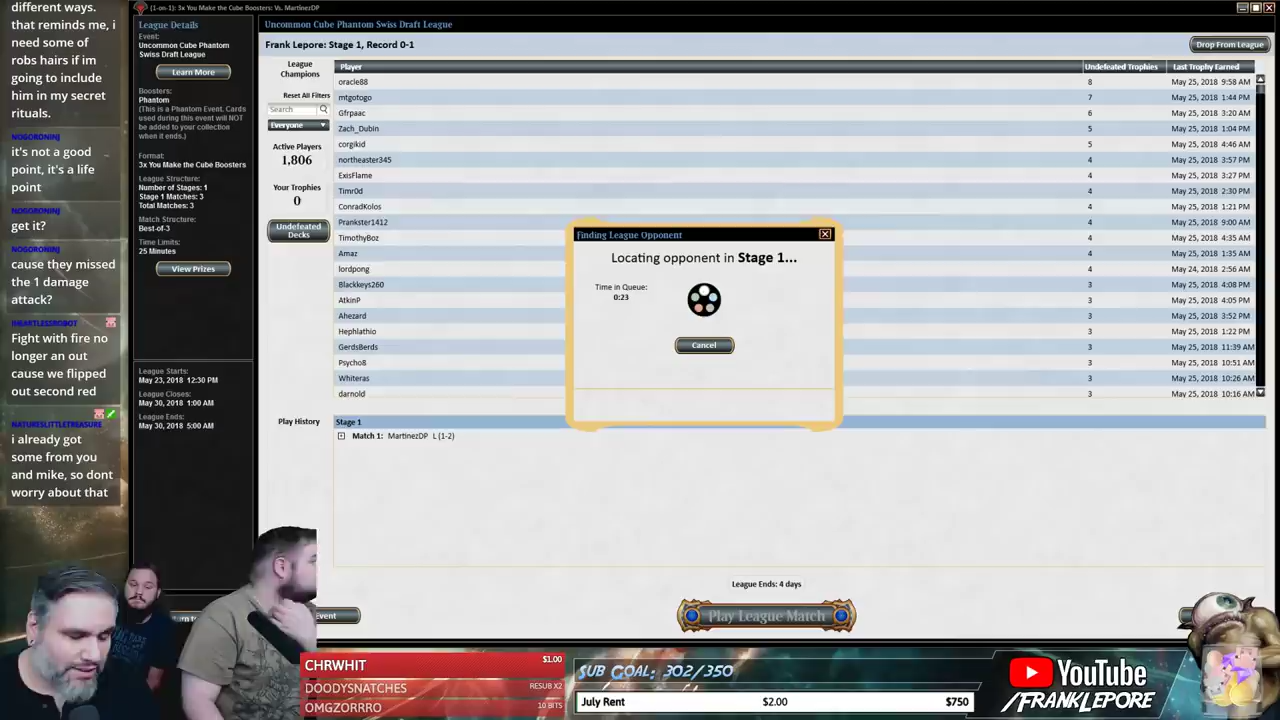 (1-on-1): 3x You Make the Cube Boosters: Vs. MartinezDP
different ways.
that reminds me, i
need some of
robs hairs if im
going to include
him in my secret
rituals.
NOGORONINJ
it's not a good
point, it's a life
point
NOGORONINJ
get it?
NOGORONINJ
cause they missed
the 1 damage
attack?
IHEARTLESSROBOT
Fight with fire no
longer an out
cause we flipped
out second red
NATURESLITTLETREASURE
i already got
some from you
and mike, so dont
worry about that
League Details
Event:
Uncommon Cube Phantom
Swiss Draft League
Learn More
Boosters:
Phantom
(This is a Phantom Event. Cards
used during this event will NOT
be added to your collection
when it ends.)
Format:
3x You Make the Cube Boosters
League Structure:
Number of Stages: 1
Stage 1 Matches: 3
Total Matches: 3
Match Structure:
Best-of-3
Time Limits:
25 Minutes
View Prizes
League Starts:
May 23, 2018 12:30 PM
League Closes:
May 30, 2018 1:00 AM
League Ends:
May 30, 2018 5:00 AM
Uncommon Cube Phantom Swiss Draft League
Frank Lepore: Stage 1, Record 0-1
Drop From League
League
Champions
Reset All Filters
Search
Everyone
Active Players
1,806
Your Trophies
0
Undefeated
Decks
Player Undefeated Trophies Last Trophy Earned
oracle88 8 May 25, 2018 9:58 AM
mtgotogo 7 May 25, 2018 1:44 PM
Gfrpaac 6 May 25, 2018 3:20 AM
Zach_Dubin 5 May 25, 2018 1:04 PM
corgikid 5 May 25, 2018 4:46 AM
northeaster345 4 May 25, 2018 3:57 PM
ExisFlame 4 May 25, 2018 3:27 PM
Timr0d 4 May 25, 2018 2:30 PM
ConradKolos 4 May 25, 2018 1:21 PM
Prankster1412 4 May 25, 2018 9:00 AM
TimothyBoz 4 May 25, 2018 4:35 AM
Amaz 4 May 25, 2018 1:35 AM
lordpong 4 May 24, 2018 2:56 AM
Blackkeys260 3 May 25, 2018 4:08 PM
AtkinP 3 May 25, 2018 4:05 PM
Ahezard 3 May 25, 2018 3:52 PM
Hephlathio 3 May 25, 2018 1:22 PM
GerdsBerds 3 May 25, 2018 11:39 AM
Psycho8 3 May 25, 2018 10:51 AM
Whiteras 3 May 25, 2018 10:26 AM
darnold 3 May 25, 2018 10:16 AM
Finding League Opponent
Locating opponent in Stage 1...
Time in Queue:
0:23
Cancel
Play History
Stage 1
Match 1: MartinezDP L (1-2)
League Ends: 4 days
Event
Play League Match
CHRWHIT $1.00
DOODYSNATCHES RESUB X2
OMGZORRRO 10 BITS
SUB GOAL: 302/350
July Rent $2.00 $750
YouTube
/FRANKLEPORE